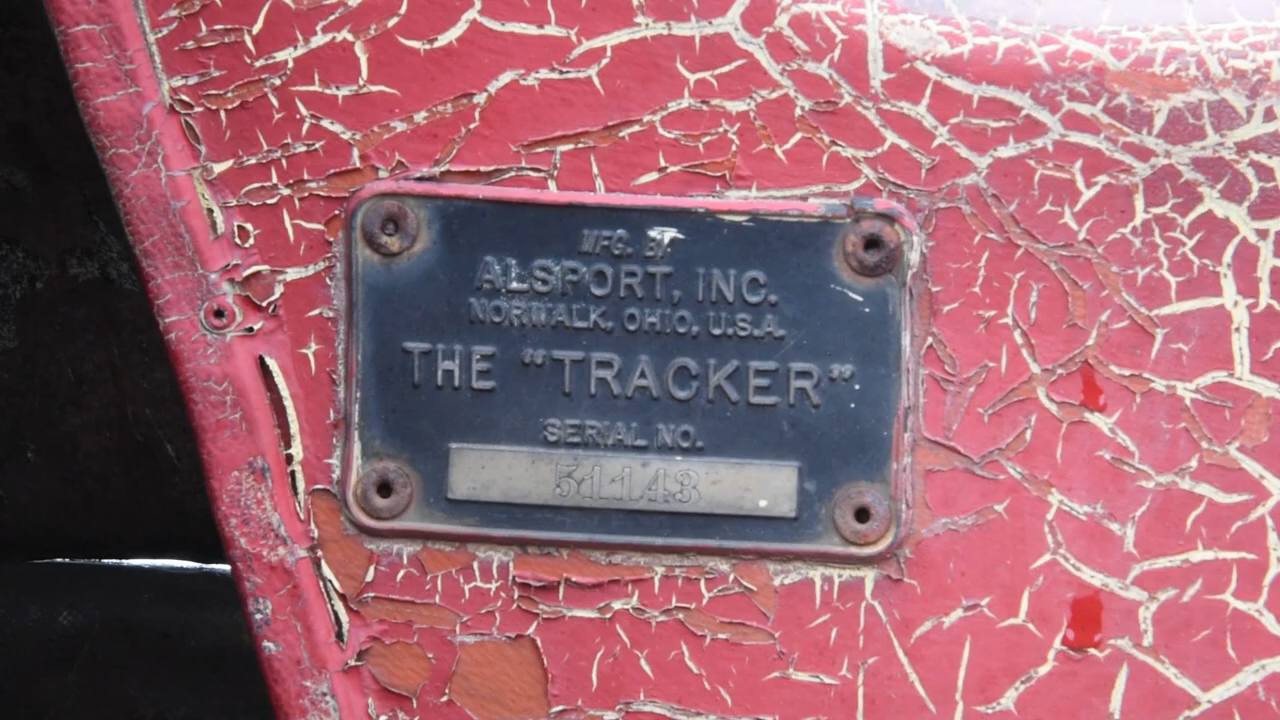 MFG. BY
ALSPORT, INC.
NORWALK, OHIO, U.S.A.
THE "TRACKER"
SERIAL NO.
51143